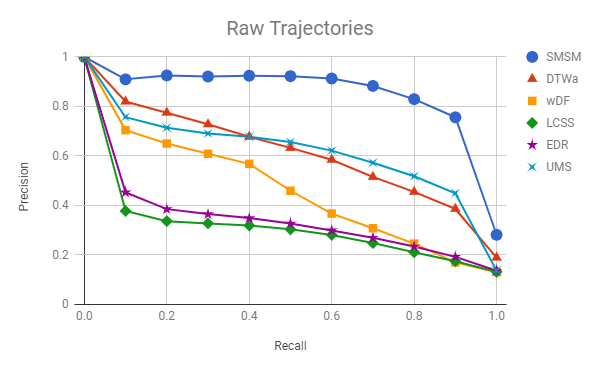 Raw Trajectories
Precision
1
0.8
0.6
0.4
0.2
0
0.0
0.2
0.4
0.6
0.8
1.0
Recall
SMSM
DTWa
wDF
LCSS
EDR
UMS